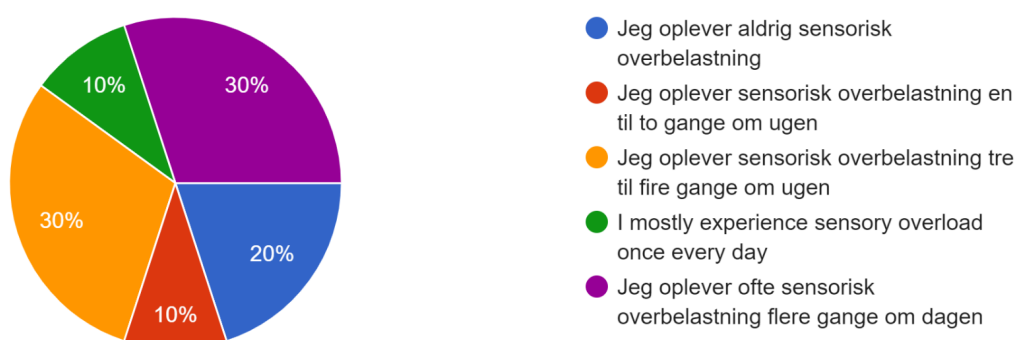 10%
30%
30%
20%
10%
Jeg oplever aldrig sensorisk
overbelastning
Jeg oplever sensorisk overbelastning en
til to gange om ugen
Jeg oplever sensorisk overbelastning tre
til fire gange om ugen
I mostly experience sensory overload
once every day
Jeg oplever ofte sensorisk
overbelastning flere gange om dagen